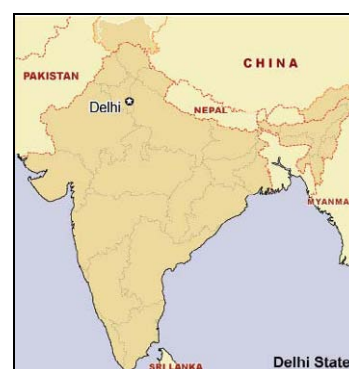 CHINA
PAKISTAN
Delhi
NEPAL
MYANMA
SRI LANKA
Delhi State